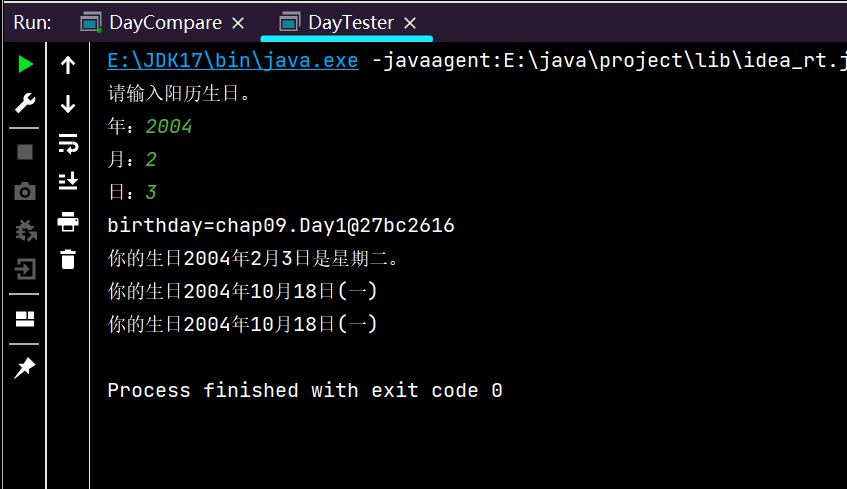 Run: DayCompare × DayTester ×
E:\JDK17\bin\java.exe -javaagent:E:\java\project\lib\idea_rt.j
请输入阳历生日。
年：2004
月：2
日：3
birthday=chap09.Day1@27bc2616
你的生日2004年2月3日是星期二。
你的生日2004年10月18日(一)
你的生日2004年10月18日(一)
Process finished with exit code 0